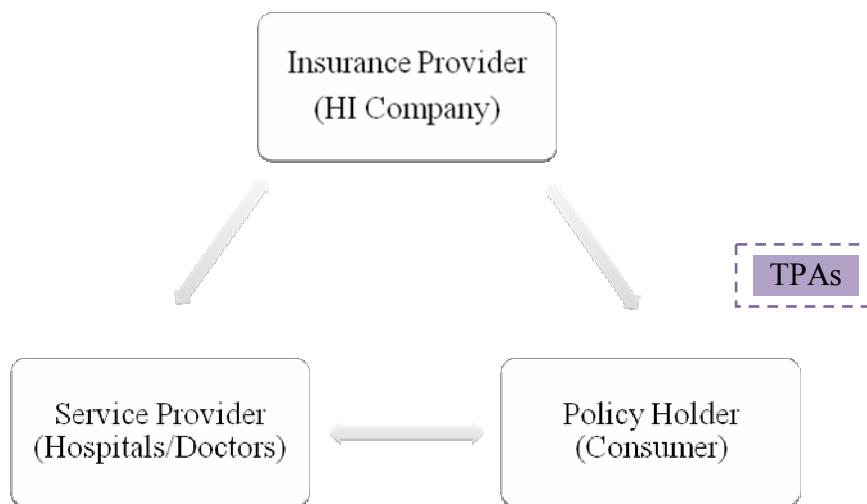 Insurance Provider
(HI Company)
TPAs
Service Provider
(Hospitals/Doctors)
Policy Holder
(Consumer)